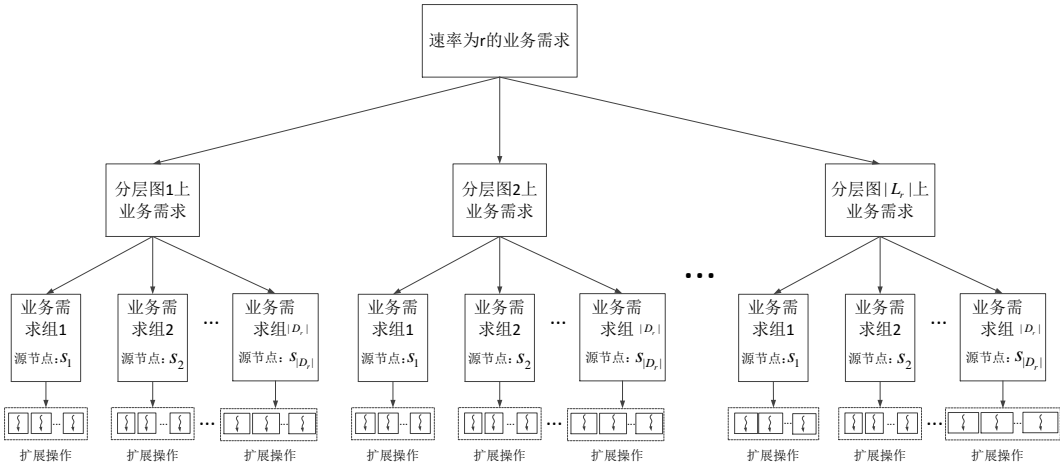 速率为r的业务需求
分层图1上
业务需求
分层图2上
业务需求
分层图|L_r|上
业务需求
...
业务需
求组1
源节点:S_1
业务需
求组2
源节点:S_2
...
业务需
求组|D_r|
源节点:S_|D_r|
业务需
求组1
源节点:S_1
业务需
求组2
源节点:S_2
...
业务需
求组|D_r|
源节点:S_|D_r|
业务需
求组1
源节点:S_1
业务需
求组2
源节点:S_2
...
业务需
求组|D_r|
源节点:S_|D_r|
... ... ... ... ... ... ... ... ... ... ... ...
扩展操作 扩展操作 扩展操作 扩展操作 扩展操作 扩展操作 扩展操作 扩展操作 扩展操作